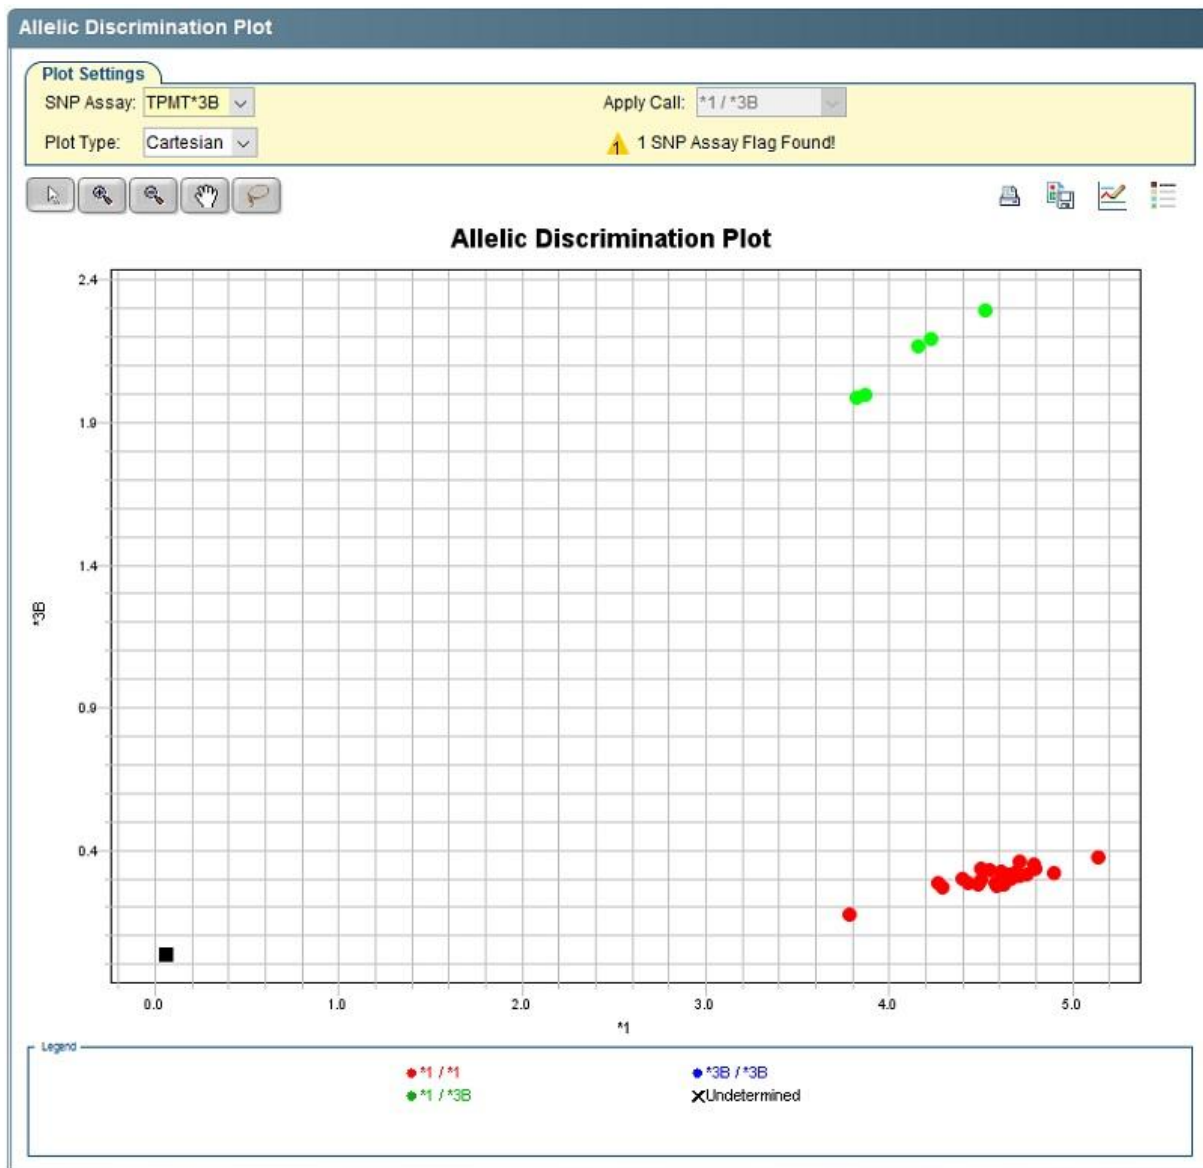 Allelic Discrimination Plot
Plot Settings
SNP Assay: TPMT*3B
Apply Call: *1 / *3B
Plot Type: Cartesian
1 1 SNP Assay Flag Found!
Allelic Discrimination Plot
2.4
1.9
1.4
*3B
0.9
0.4
0.0 1.0 2.0 3.0 4.0 5.0
*1
Legend
*1 / *1 *3B / *3B
*1 / *3B Undetermined